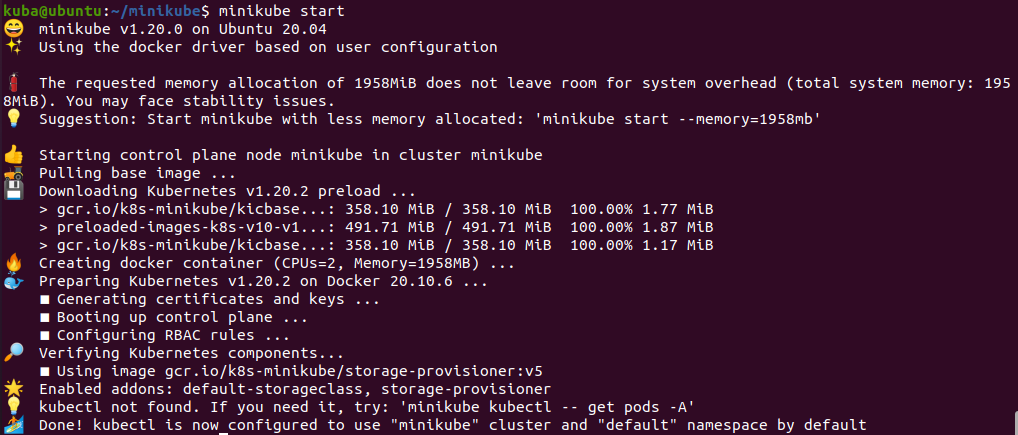 kuba@ubuntu:~/minikube$ minikube start
😄 minikube v1.20.0 on Ubuntu 20.04
✨ Using the docker driver based on user configuration
🧯 The requested memory allocation of 1958MiB does not leave room for system overhead (total system memory: 195
8MiB). You may face stability issues.
💡 Suggestion: Start minikube with less memory allocated: 'minikube start --memory=1958mb'
👍 Starting control plane node minikube in cluster minikube
🚜 Pulling base image ...
💾 Downloading Kubernetes v1.20.2 preload ...
> gcr.io/k8s-minikube/kicbase...: 358.10 MiB / 358.10 MiB 100.00% 1.77 MiB
> preloaded-images-k8s-v10-v1...: 491.71 MiB / 491.71 MiB 100.00% 1.87 MiB
> gcr.io/k8s-minikube/kicbase...: 358.10 MiB / 358.10 MiB 100.00% 1.17 MiB
🔥 Creating docker container (CPUs=2, Memory=1958MB) ...
🐳 Preparing Kubernetes v1.20.2 on Docker 20.10.6 ...
▪ Generating certificates and keys ...
▪ Booting up control plane ...
▪ Configuring RBAC rules ...
🔎 Verifying Kubernetes components...
▪ Using image gcr.io/k8s-minikube/storage-provisioner:v5
🌟 Enabled addons: default-storageclass, storage-provisioner
💡 kubectl not found. If you need it, try: 'minikube kubectl -- get pods -A'
🏄 Done! kubectl is now configured to use "minikube" cluster and "default" namespace by default